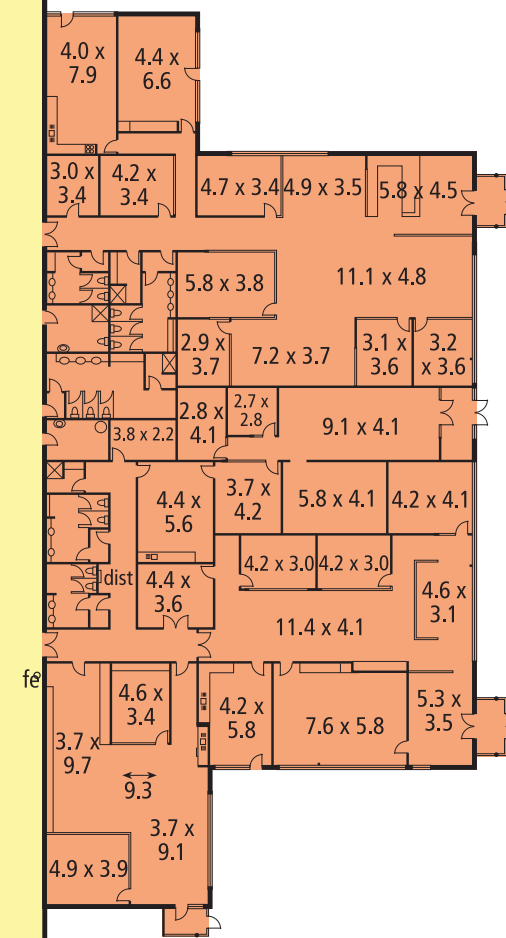 4.0 x
7.9
4.4 x
6.6
3.0 x
3.4
4.2 x
3.4
4.7 x 3.4
4.9 x 3.5
5.8 x 4.5
5.8 x 3.8
11.1 x 4.8
2.9 x
3.7
7.2 x 3.7
3.1 x
3.6
3.2
x 3.6
2.8 x
4.1
2.7 x
2.8
9.1 x 4.1
3.8 x 2.2
4.4 x
5.6
3.7 x
4.2
5.8 x 4.1
4.2 x 4.1
4.2 x 3.0
4.2 x 3.0
dist
4.4 x
3.6
4.6 x
3.1
11.4 x 4.1
fe
4.6 x
3.4
4.2 x
5.8
7.6 x 5.8
5.3 x
3.5
3.7 x
9.7
9.3
3.7 x
9.1
4.9 x 3.9